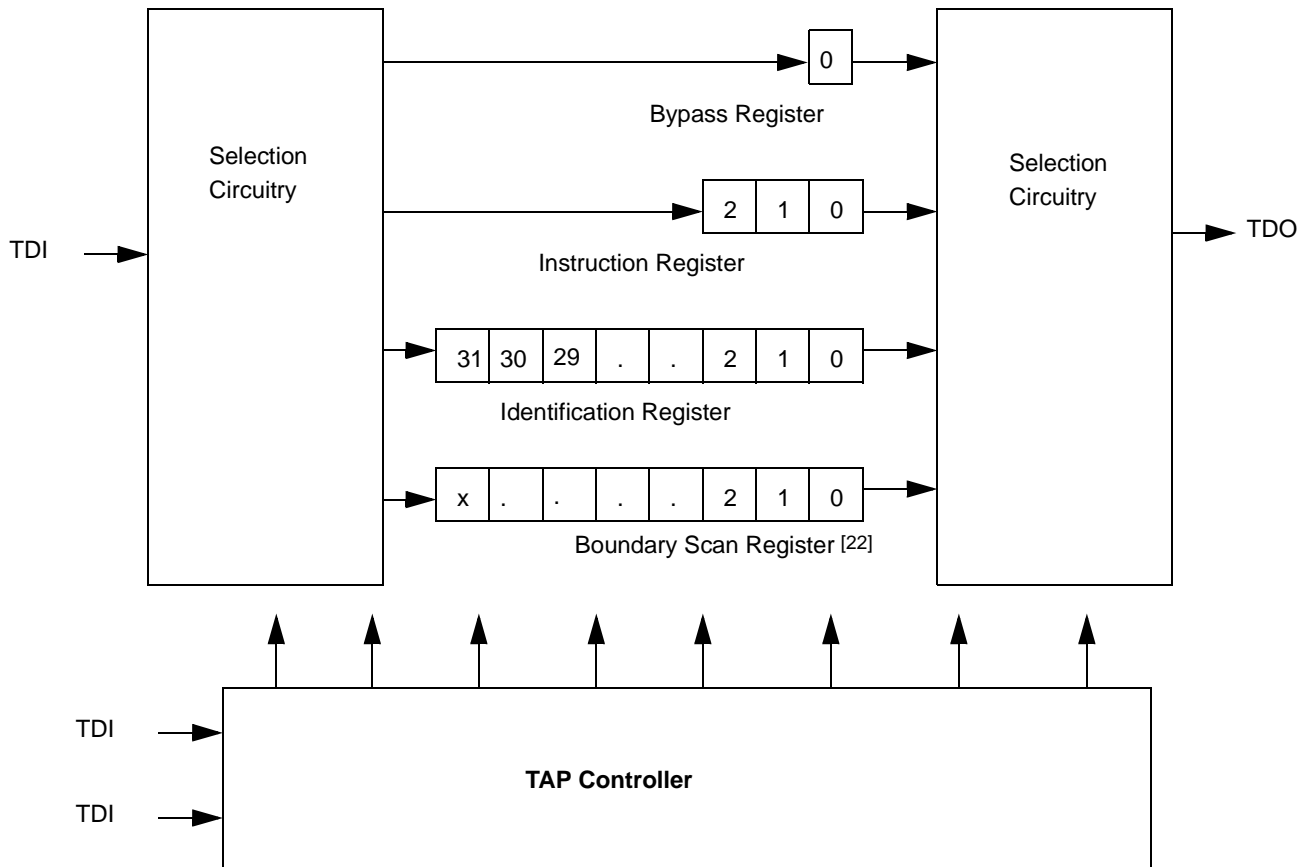 0
Bypass Register
Selection
Circuitry
Selection
Circuitry
2 1 0
TDI
TDO
Instruction Register
31 30 29 . . 2 1 0
Identification Register
x . . . . 2 1 0
Boundary Scan Register [22]
TDI
TAP Controller
TDI